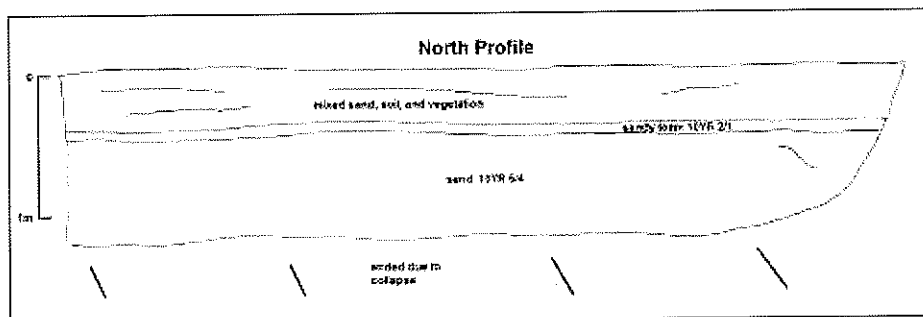 North Profile
0
mixed sand, soil, and vegetation
sandy loam 10YR 2/1
sand 10YR 6/4
1m
ended due to
collapse